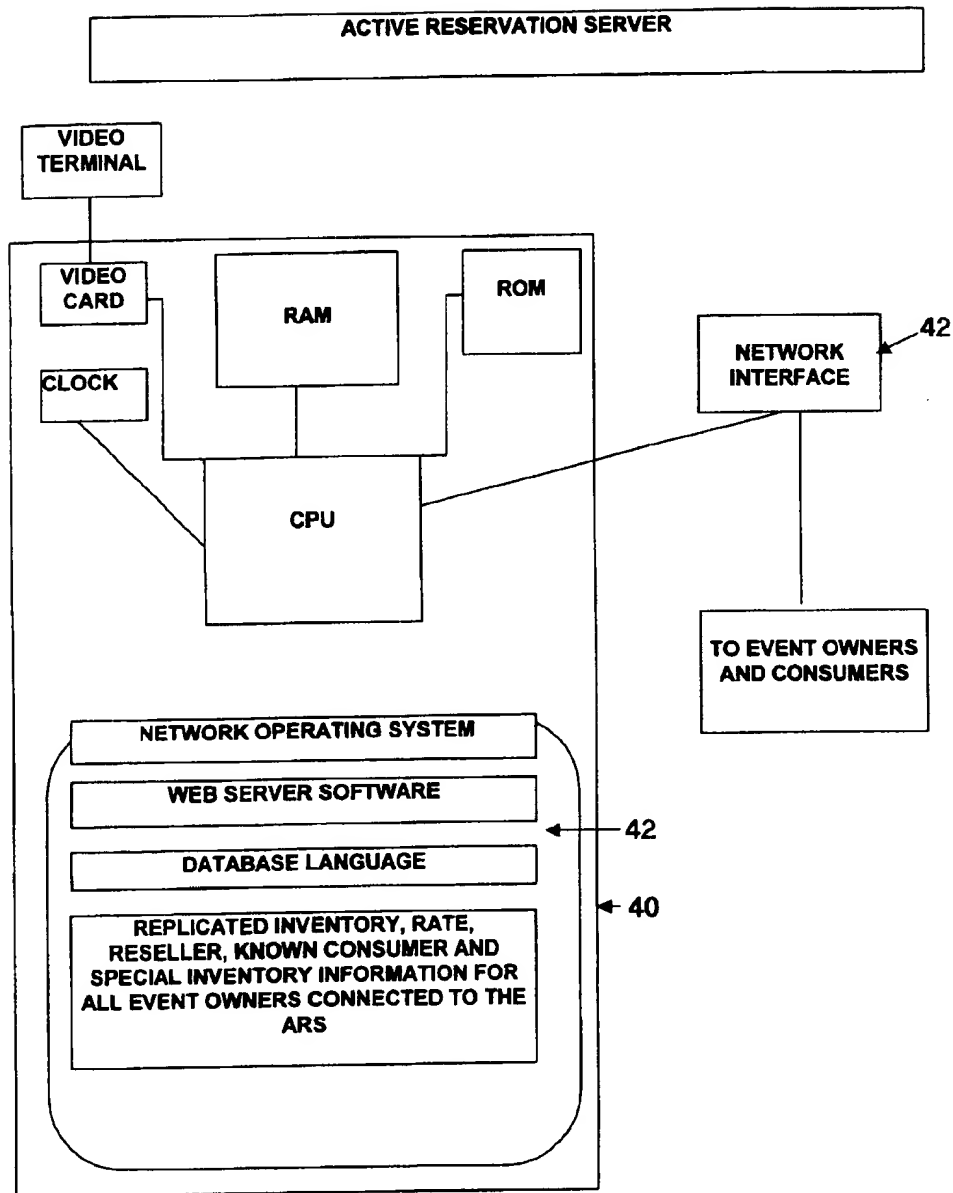 ACTIVE RESERVATION SERVER
VIDEO
TERMINAL
VIDEO
CARD
RAM
ROM
CLOCK
NETWORK
INTERFACE
42
CPU
TO EVENT OWNERS
AND CONSUMERS
NETWORK OPERATING SYSTEM
WEB SERVER SOFTWARE
42
DATABASE LANGUAGE
40
REPLICATED INVENTORY, RATE,
RESELLER, KNOWN CONSUMER AND
SPECIAL INVENTORY INFORMATION FOR
ALL EVENT OWNERS CONNECTED TO THE
ARS